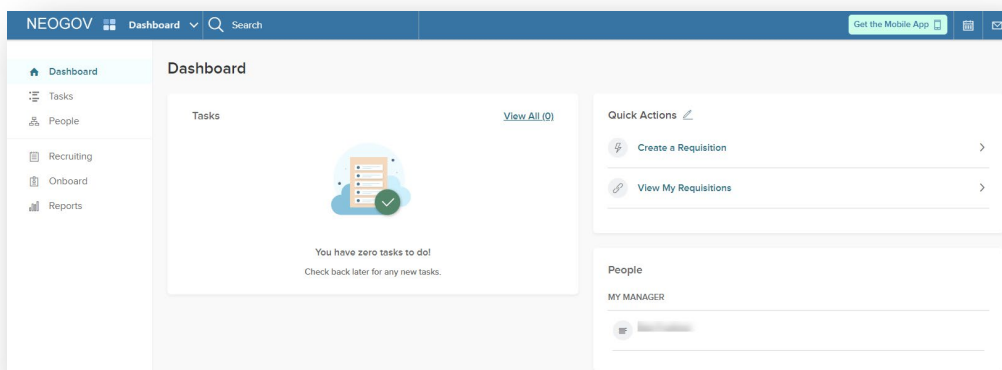 NEOGOV Dashboard Search Get the Mobile App
Dashboard
Tasks
People
Recruiting
Onboard
Reports
Dashboard
Tasks View All (0)
You have zero tasks to do!
Check back later for any new tasks.
Quick Actions
Create a Requisition
View My Requisitions
People
MY MANAGER